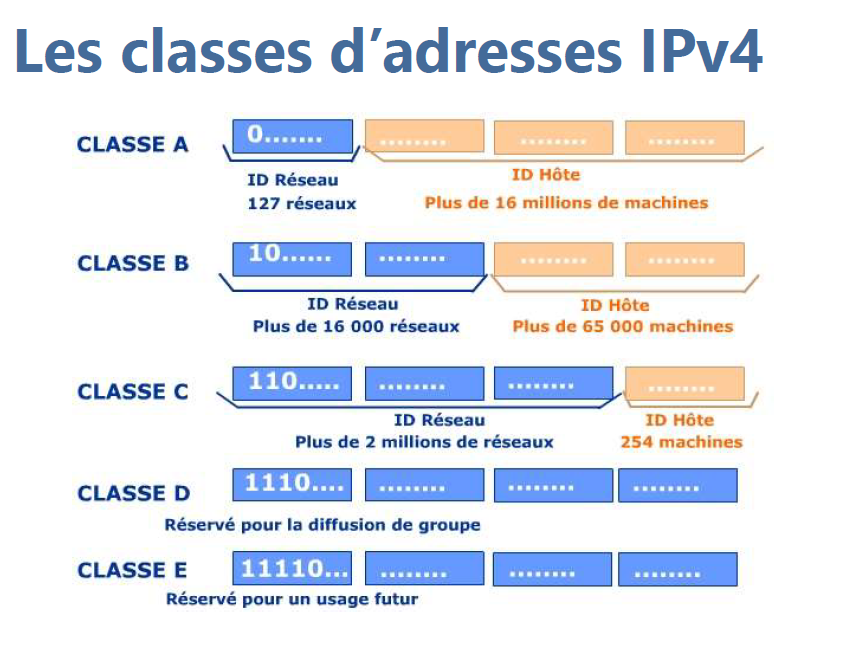 Les classes d’adresses IPv4
CLASSE A 0....... ........ ........ ........
ID Réseau ID Hôte
127 réseaux Plus de 16 millions de machines
CLASSE B 10...... ........ ........ ........
ID Réseau ID Hôte
Plus de 16 000 réseaux Plus de 65 000 machines
CLASSE C 110..... ........ ........ ........
ID Réseau ID Hôte
Plus de 2 millions de réseaux 254 machines
CLASSE D 1110.... ........ ........ ........
Réservé pour la diffusion de groupe
CLASSE E 11110... ........ ........ ........
Réservé pour un usage futur